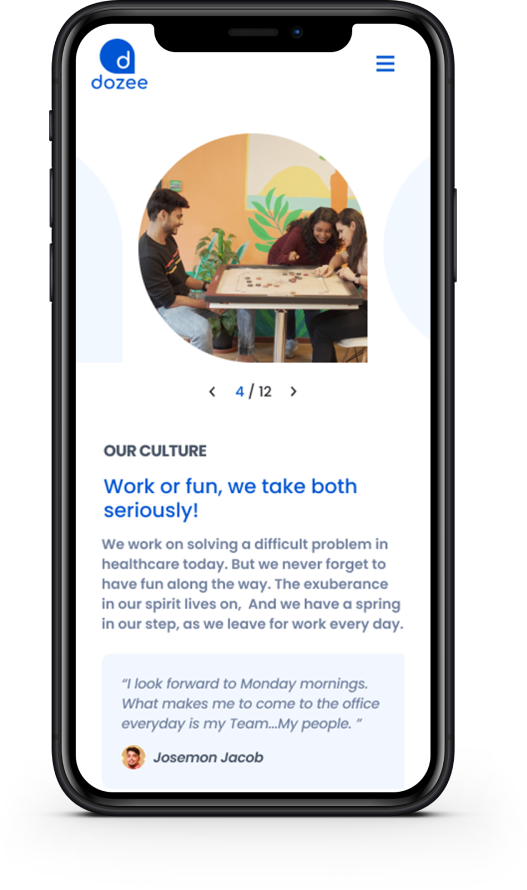 d
dozee
< 4 / 12 >
OUR CULTURE
Work or fun, we take both
seriously!
We work on solving a difficult problem in
healthcare today. But we never forget to
have fun along the way. The exuberance
in our spirit lives on, And we have a spring
in our step, as we leave for work every day.
“I look forward to Monday mornings.
What makes me to come to the office
everyday is my Team...My people. ”
Josemon Jacob